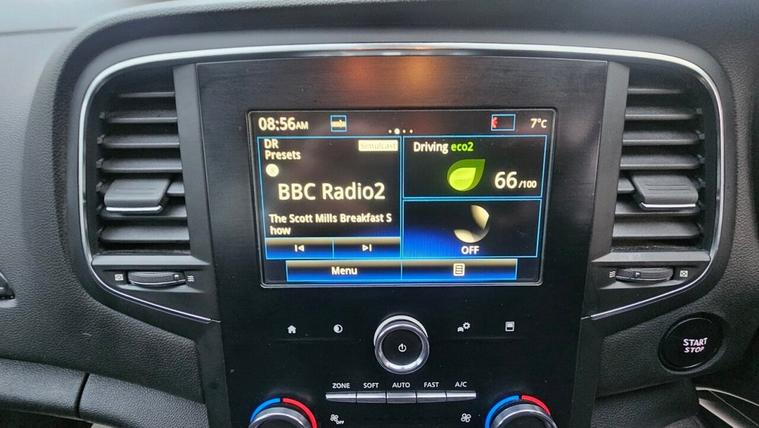 08:56AM
7°C
DR
Presets
Simulcast
BBC Radio2
The Scott Mills Breakfast S
how
Driving eco2
66/100
OFF
Menu
ZONE SOFT AUTO FAST A/C
OFF
START
STOP